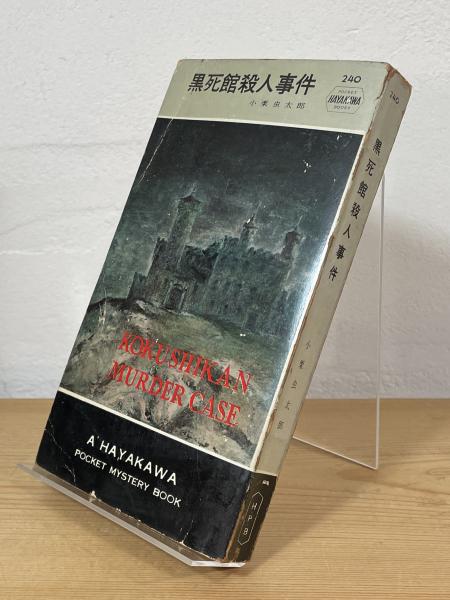 黒死館殺人事件
小栗虫太郎
240
POCKET
HAYAKAWA
BOOKS
KOKUSHIKAN
MURDER CASE
A HAYAKAWA
POCKET MYSTERY BOOK
240
黒死館殺人事件
小栗虫太郎
HPB